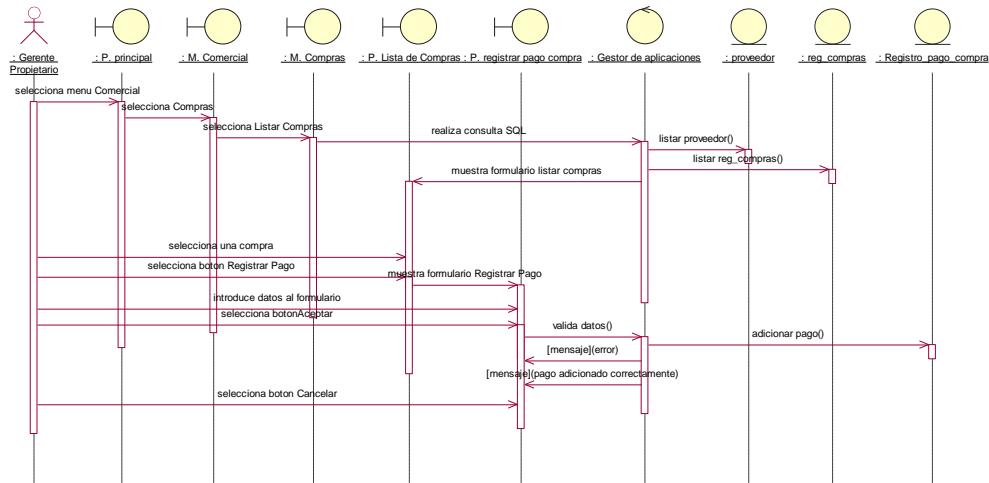 : Gerente
Propietario
: P. principal
: M. Comercial
: M. Compras
: P. Lista de Compras
: P. registrar pago compra
: Gestor de aplicaciones
: proveedor
: reg_compras
: Registro_pago_compra
selecciona menu Comercial
selecciona Compras
selecciona Listar Compras
realiza consulta SQL
listar proveedor()
listar reg_compras()
muestra formulario listar compras
selecciona una compra
selecciona boton Registrar Pago
muestra formulario Registrar Pago
introduce datos al formulario
selecciona botonAceptar
valida datos()
adicionar pago()
[mensaje](error)
[mensaje](pago adicionado correctamente)
selecciona boton Cancelar